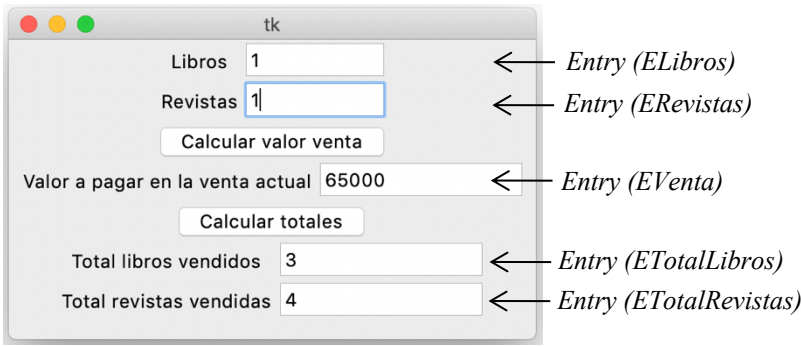 tk
Libros 1 Entry (ELibros)
Revistas 1 Entry (ERevistas)
Calcular valor venta
Valor a pagar en la venta actual 65000 Entry (EVenta)
Calcular totales
Total libros vendidos 3 Entry (ETotalLibros)
Total revistas vendidas 4 Entry (ETotalRevistas)